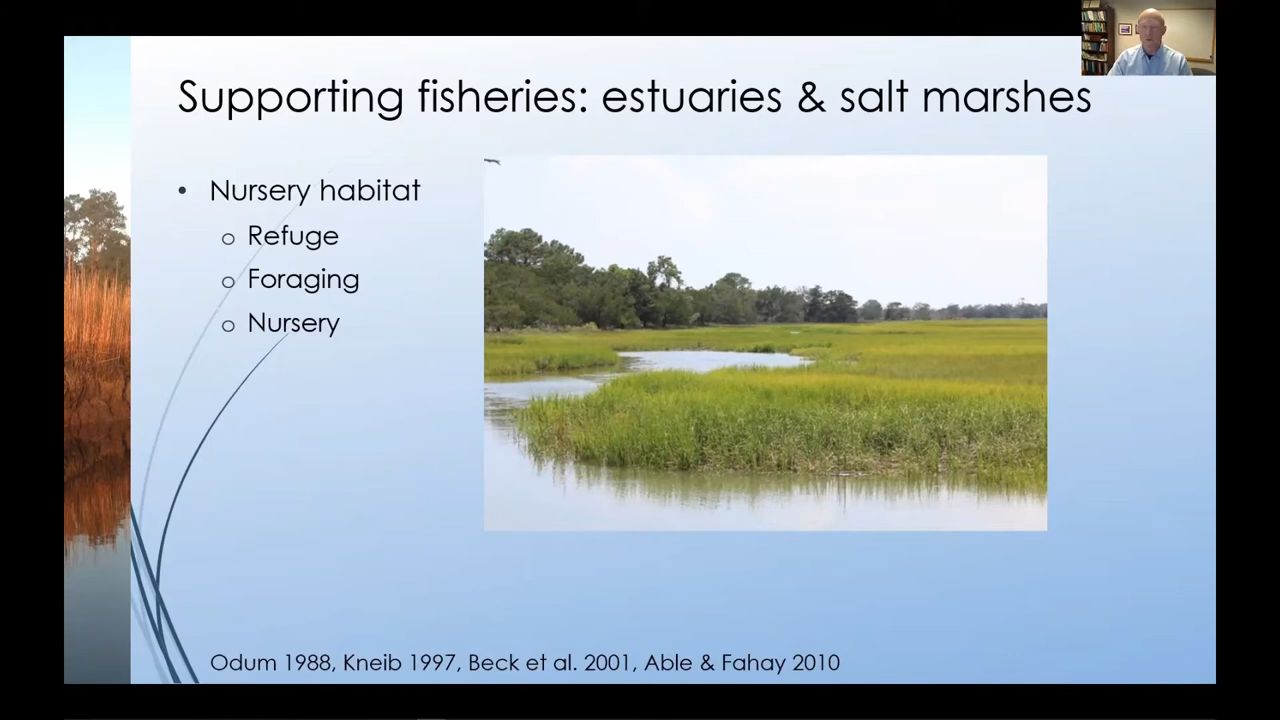 Supporting fisheries: estuaries & salt marshes
• Nursery habitat
o Refuge
o Foraging
o Nursery
Odum 1988, Kneib 1997, Beck et al. 2001, Able & Fahay 2010